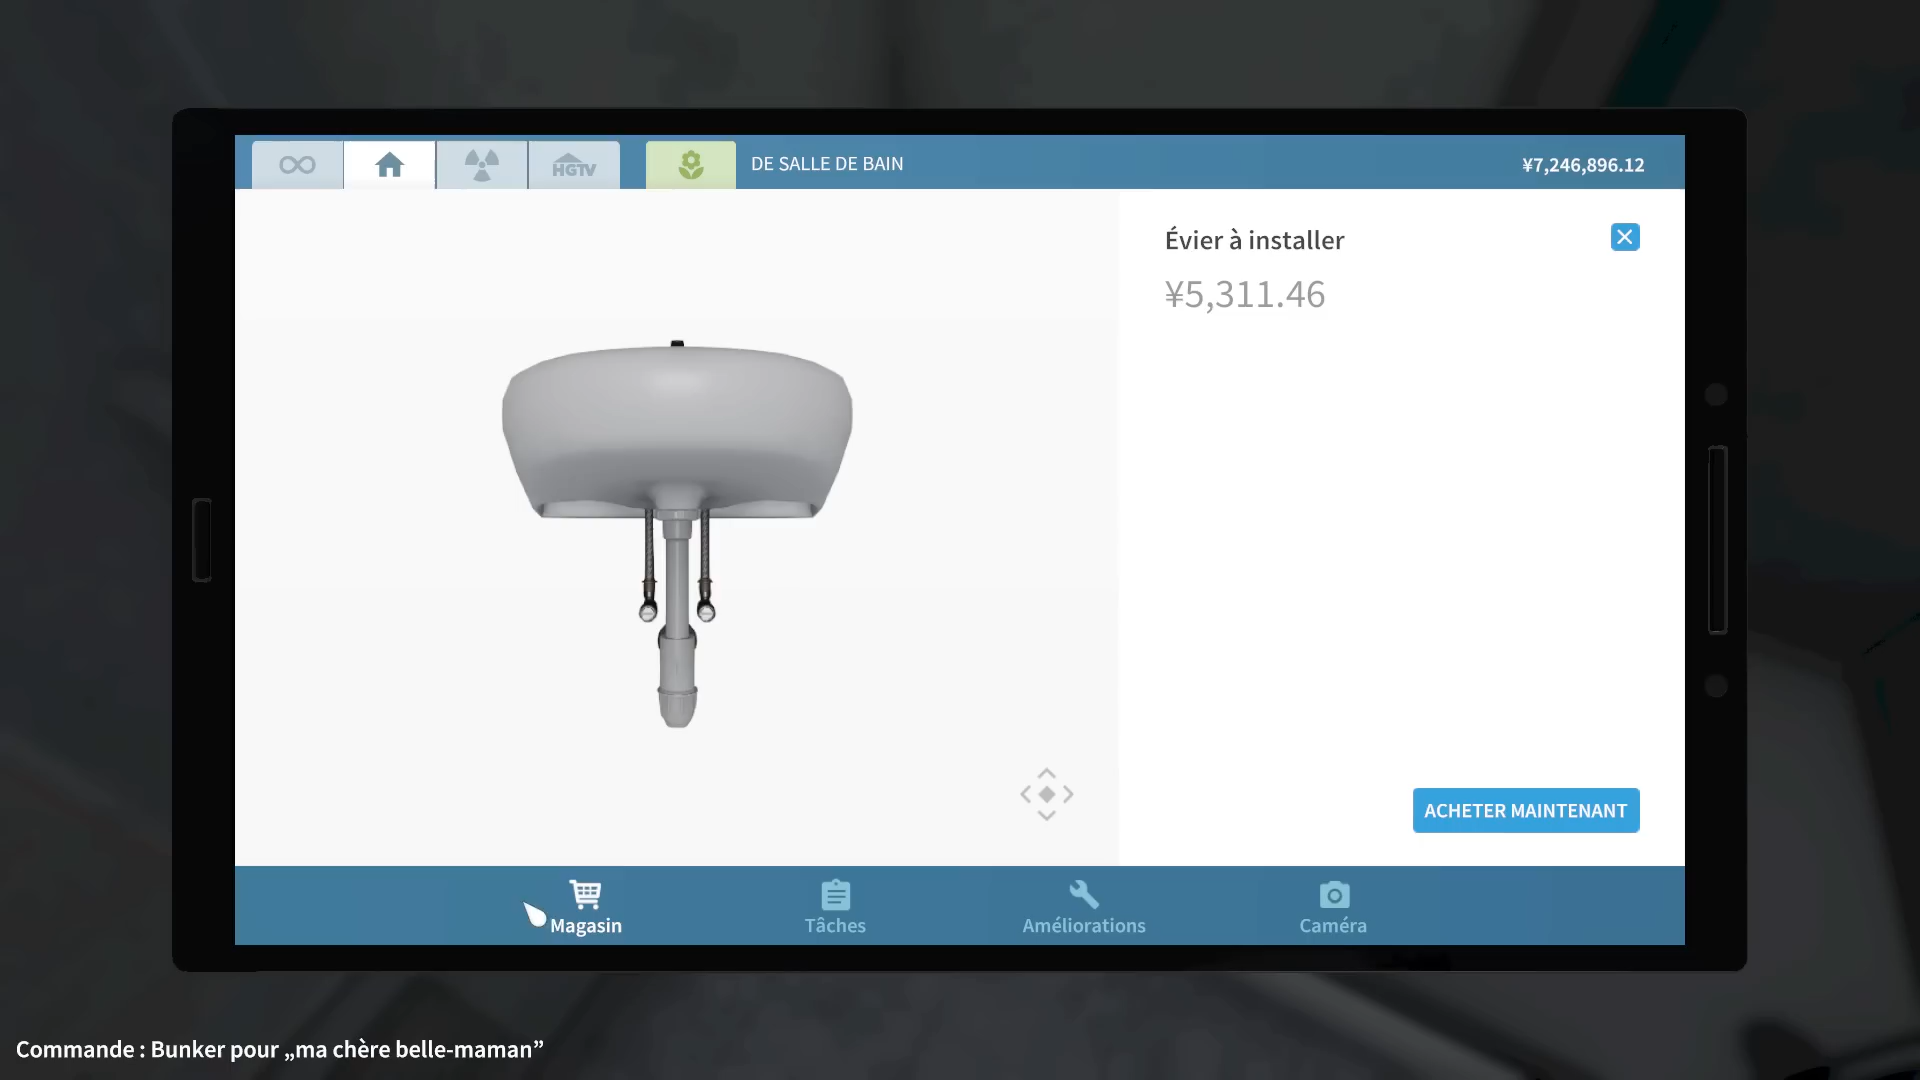 HGTV
DE SALLE DE BAIN
¥7,246,896.12
Évier à installer
¥5,311.46
ACHETER MAINTENANT
Magasin
Tâches
Améliorations
Caméra
Commande : Bunker pour „ma chère belle-maman”